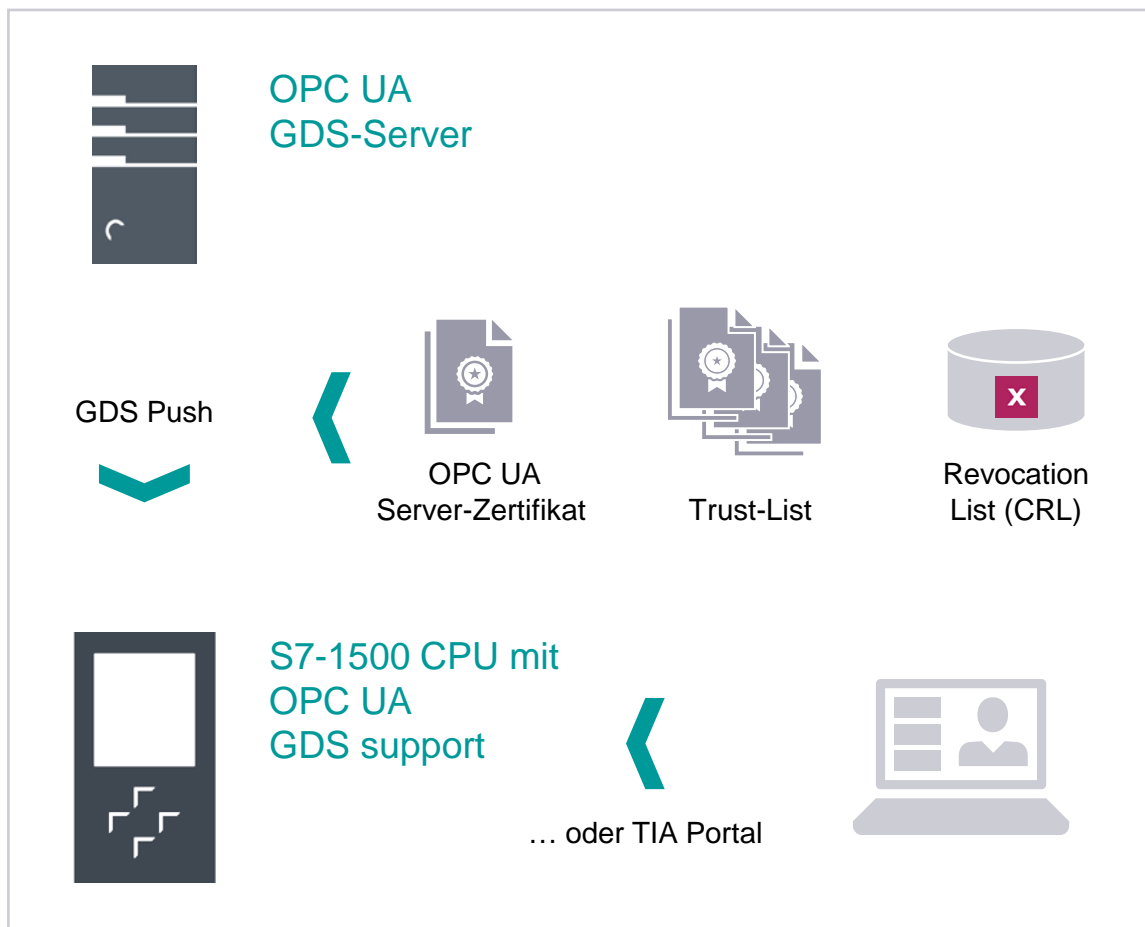 OPC UA
GDS-Server
GDS Push
OPC UA
Server-Zertifikat
Trust-List
X
Revocation
List (CRL)
S7-1500 CPU mit
OPC UA
GDS support
… oder TIA Portal